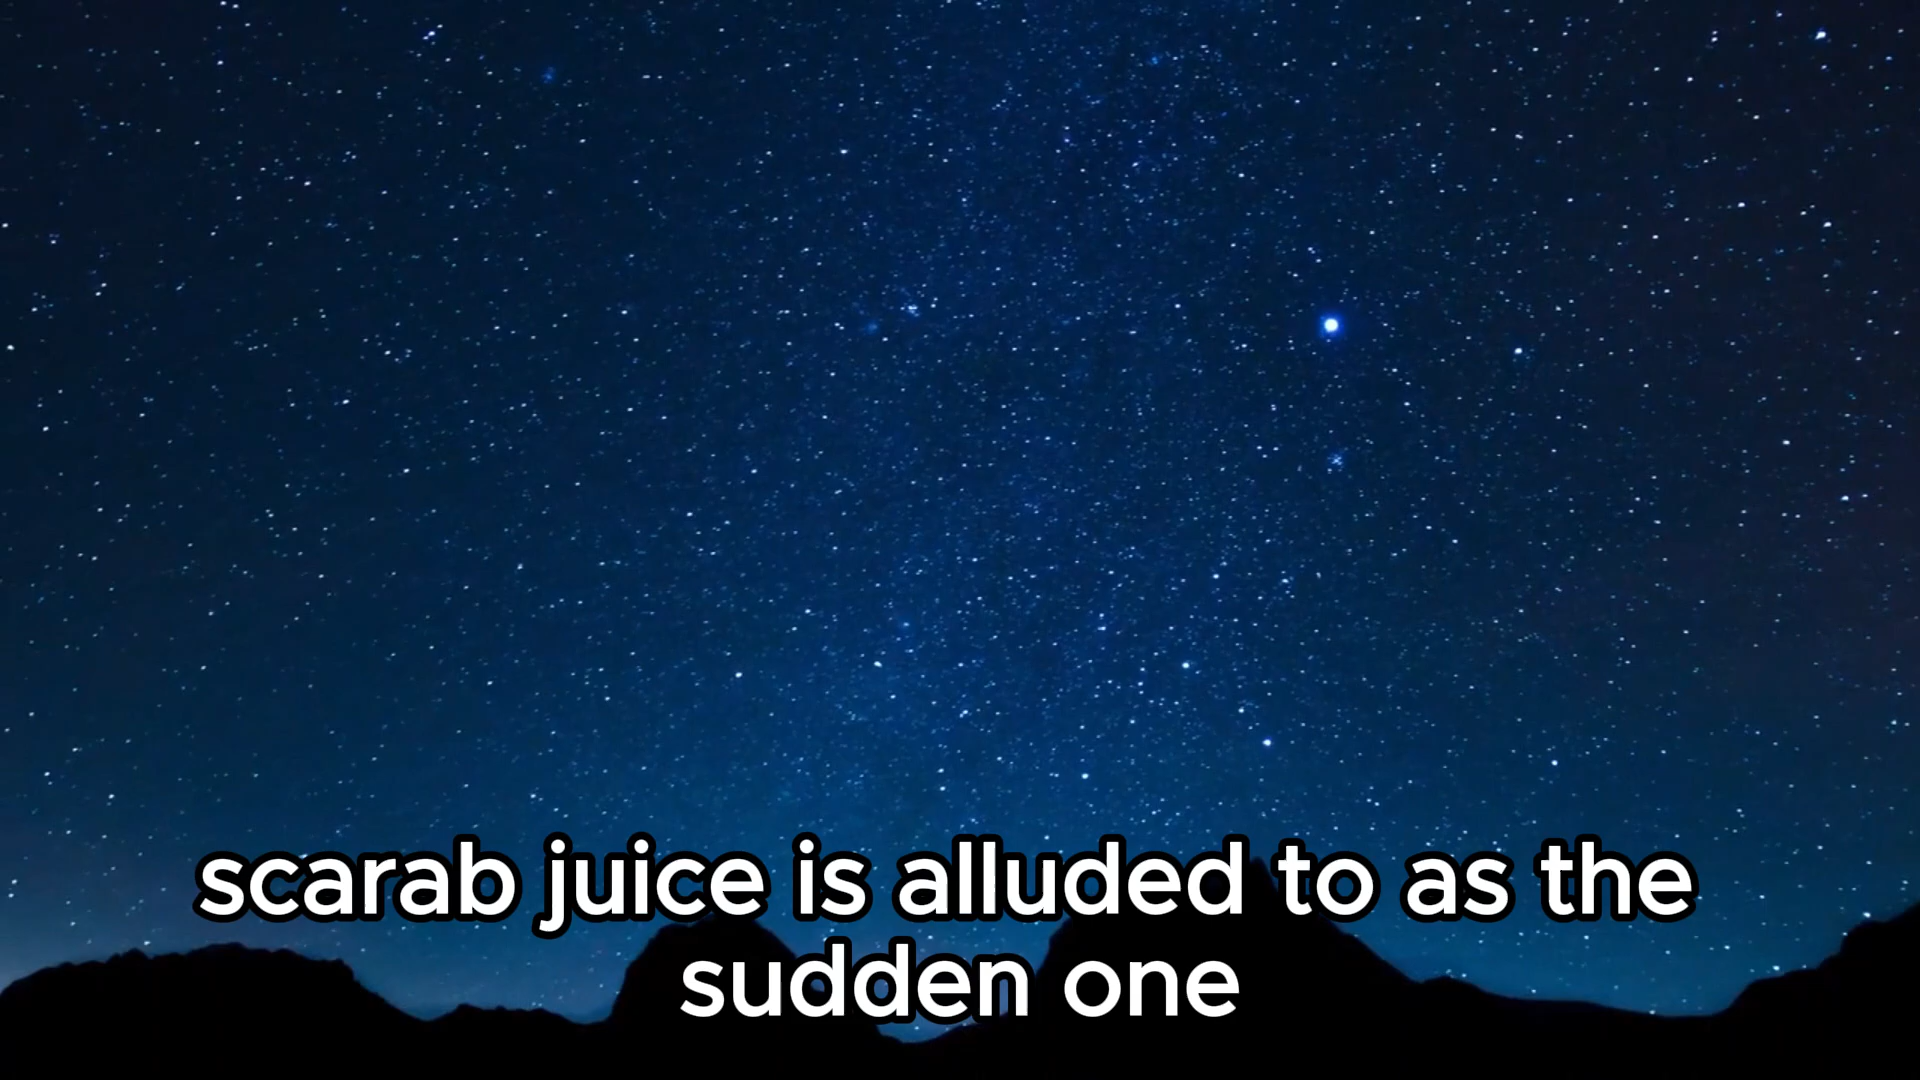 scarab juice is alluded to as the
sudden one